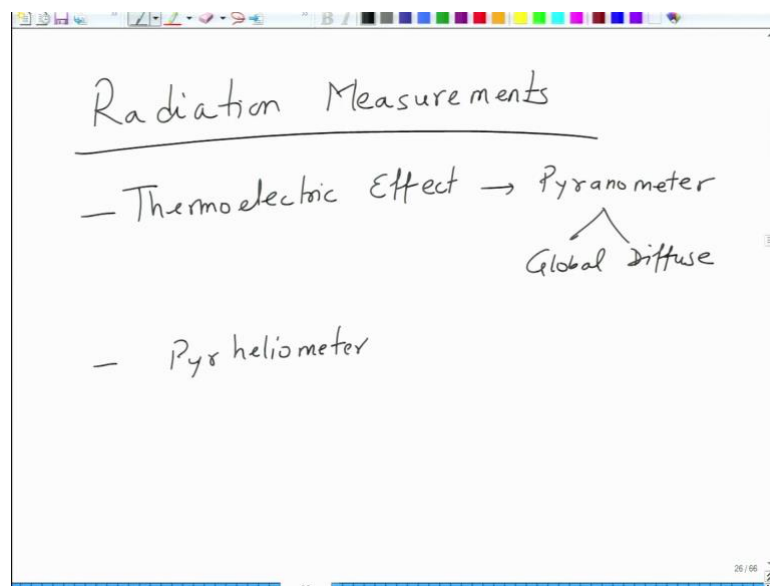 B I
Radiation Measurements
— Thermoelectric Effect → Pyranometer
Global Diffuse
— Pyrheliometer
26 / 66